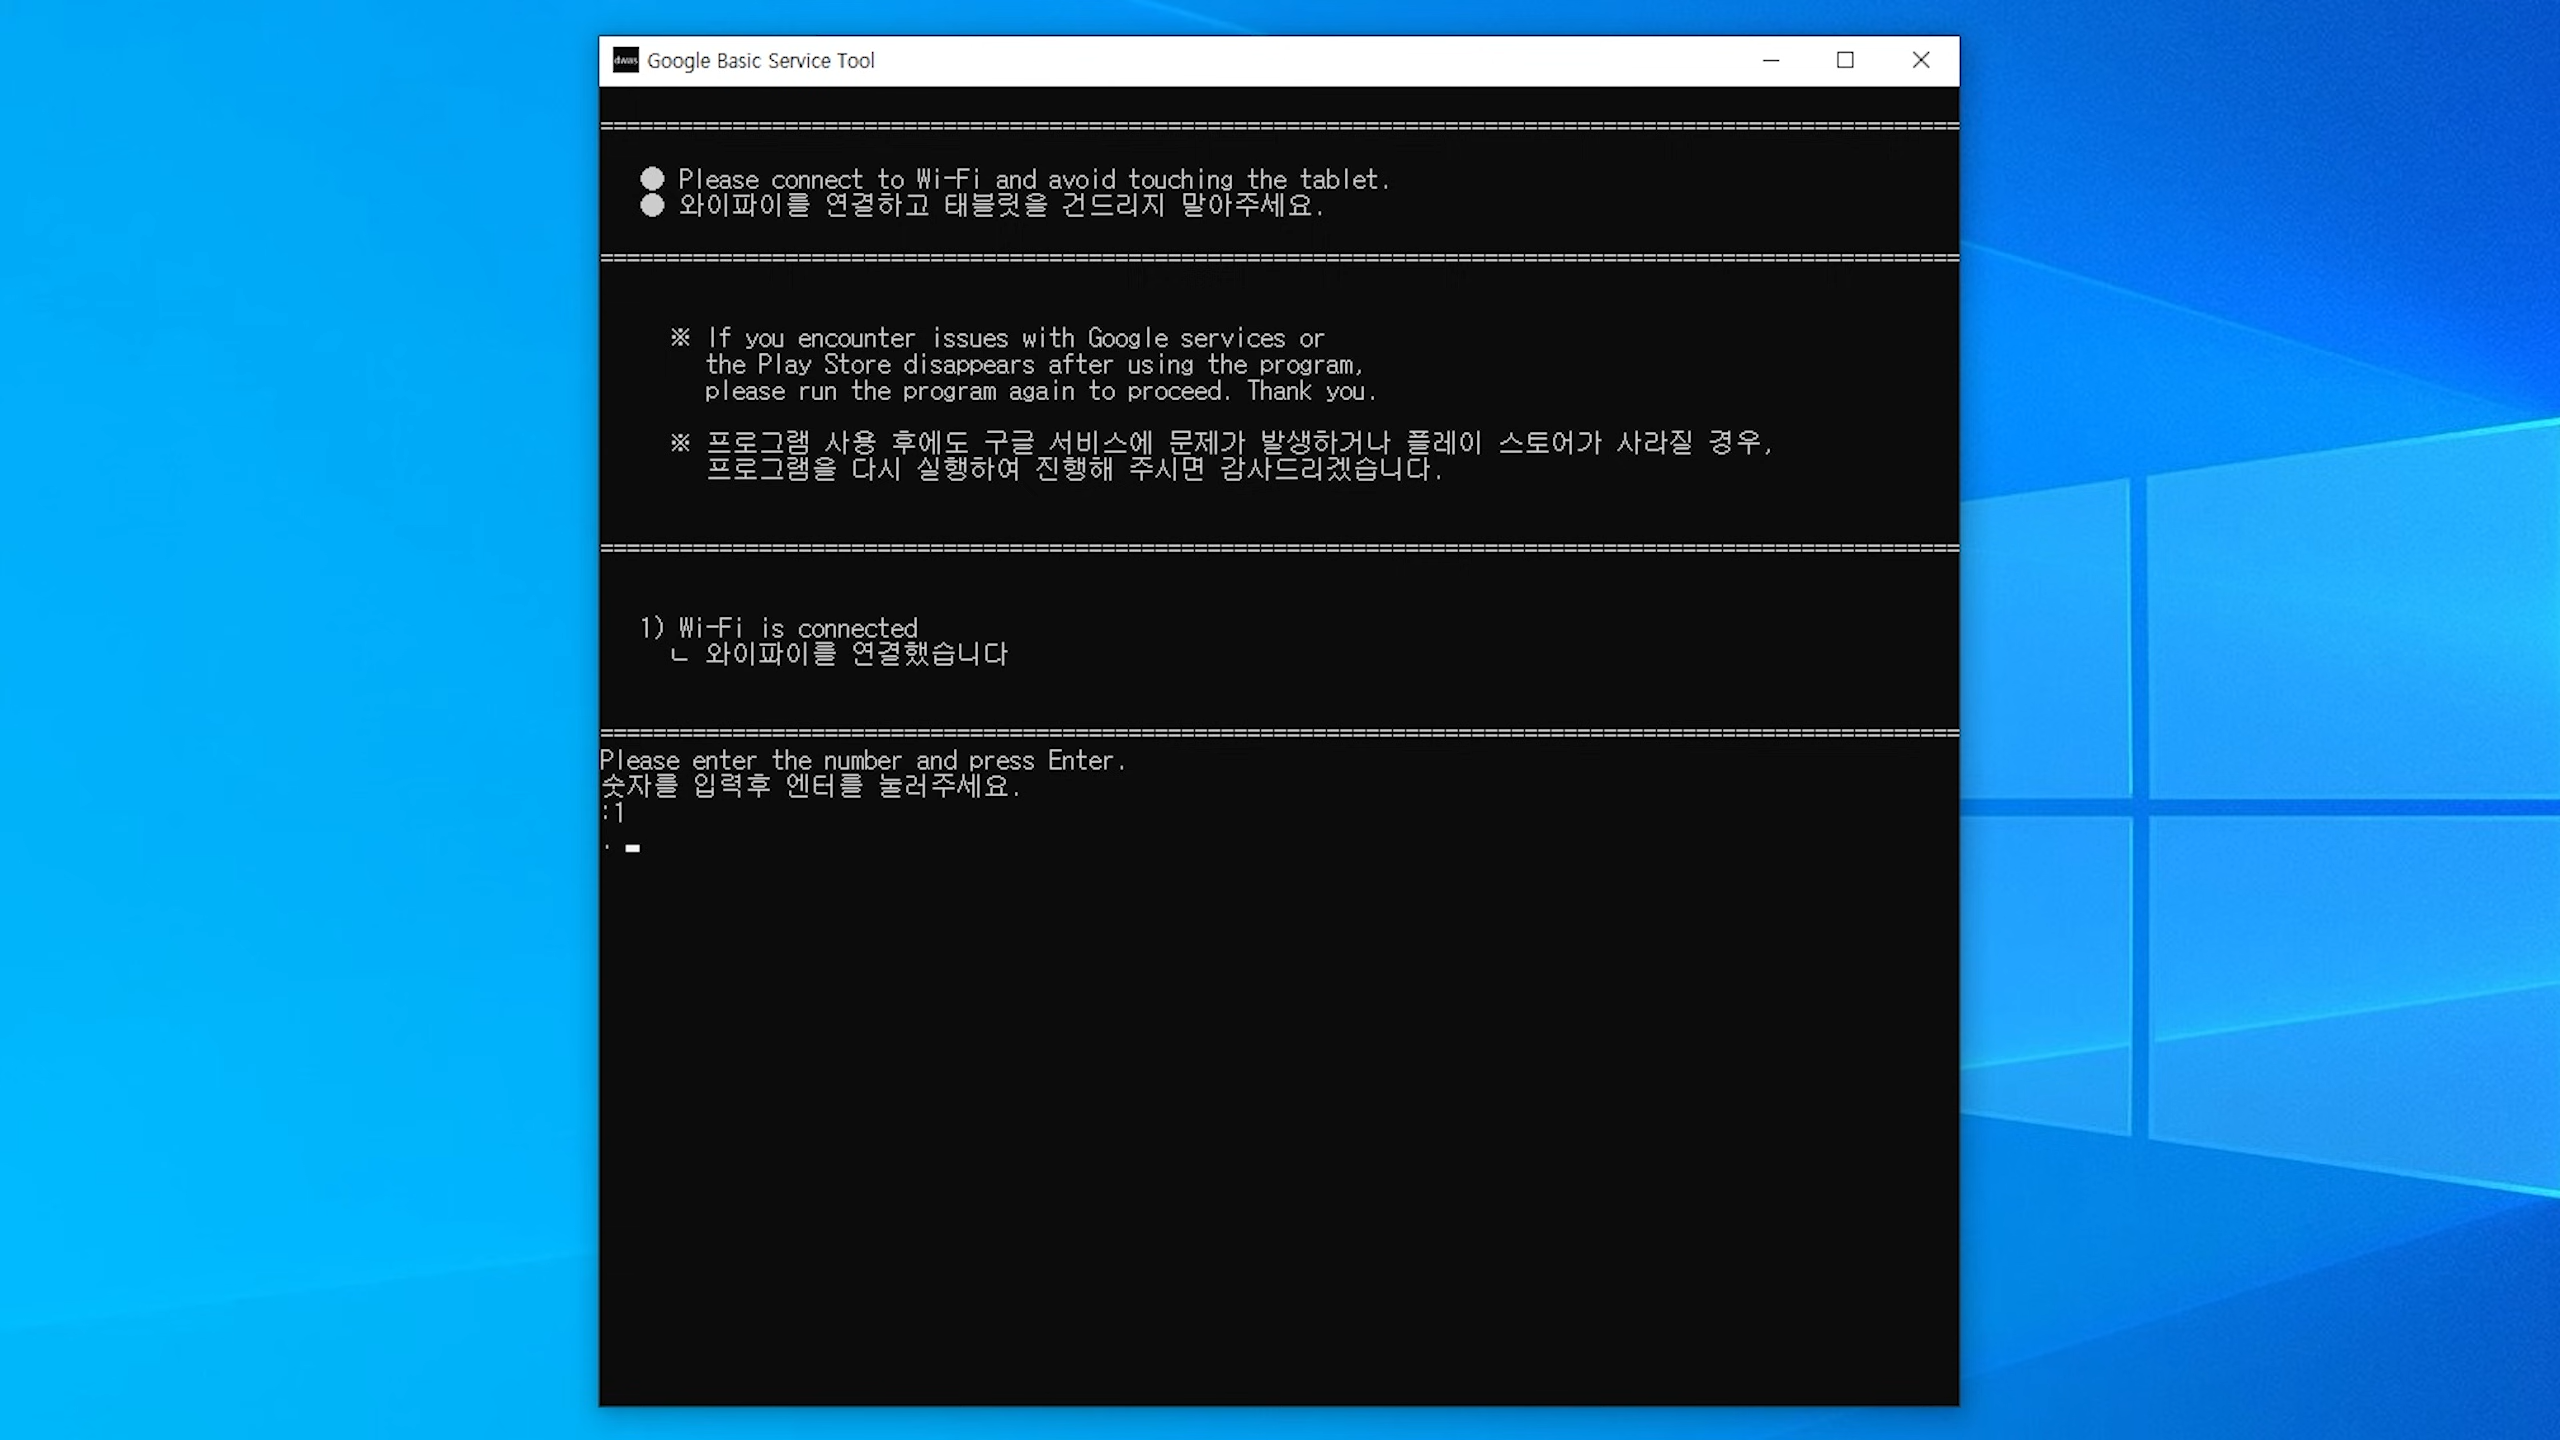 Google Basic Service Tool
================================================================================
● Please connect to Wi-Fi and avoid touching the tablet.
● 와이파이를 연결하고 태블릿을 건드리지 말아주세요.
================================================================================
※ If you encounter issues with Google services or
the Play Store disappears after using the program,
please run the program again to proceed. Thank you.
※ 프로그램 사용 후에도 구글 서비스에 문제가 발생하거나 플레이 스토어가 사라질 경우,
프로그램을 다시 실행하여 진행해 주시면 감사드리겠습니다.
================================================================================
1) Wi-Fi is connected
ㄴ 와이파이를 연결했습니다
================================================================================
Please enter the number and press Enter.
숫자를 입력후 엔터를 눌러주세요.
:1
.